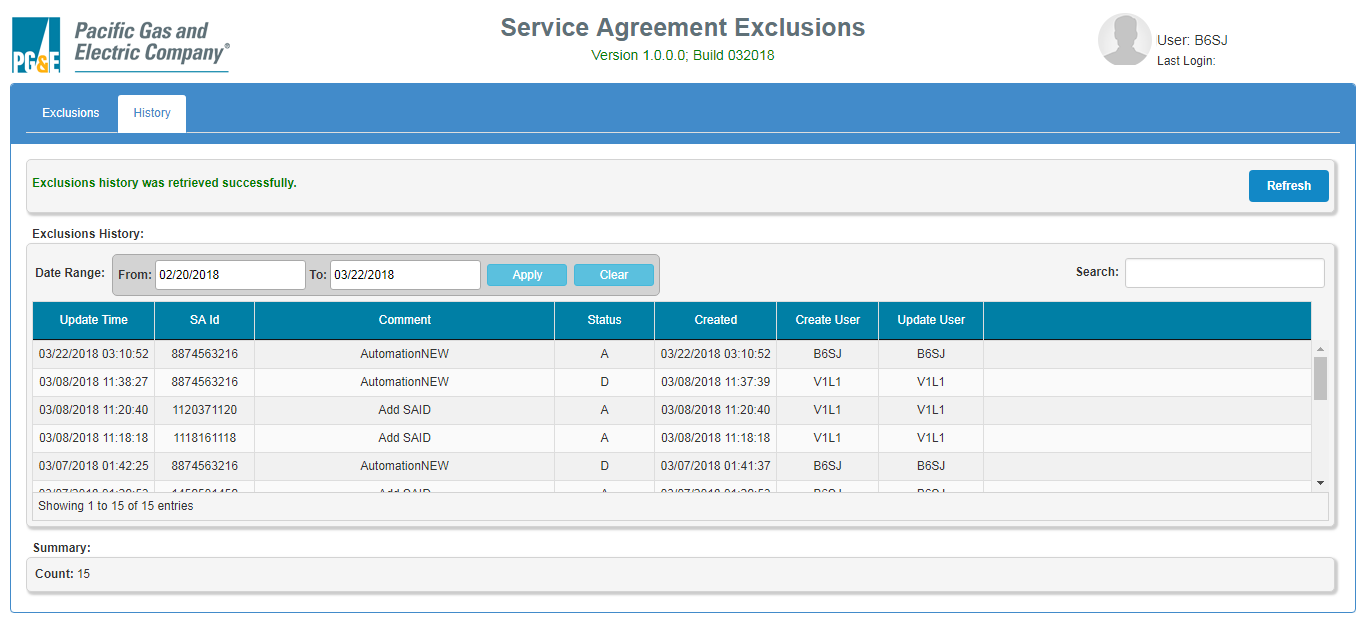 Pacific Gas and
Electric Company®
PG&E
Service Agreement Exclusions
Version 1.0.0.0; Build 032018
User: B6SJ
Last Login:
Exclusions History
Exclusions history was retrieved successfully.
Refresh
Exclusions History:
Date Range: From: 02/20/2018 To: 03/22/2018 Apply Clear Search:
Update Time SA Id Comment Status Created Create User Update User
03/22/2018 03:10:52 8874563216 AutomationNEW A 03/22/2018 03:10:52 B6SJ B6SJ
03/08/2018 11:38:27 8874563216 AutomationNEW D 03/08/2018 11:37:39 V1L1 V1L1
03/08/2018 11:20:40 1120371120 Add SAID A 03/08/2018 11:20:40 V1L1 V1L1
03/08/2018 11:18:18 1118161118 Add SAID A 03/08/2018 11:18:18 V1L1 V1L1
03/07/2018 01:42:25 8874563216 AutomationNEW D 03/07/2018 01:41:37 B6SJ B6SJ
Showing 1 to 15 of 15 entries
Summary:
Count: 15